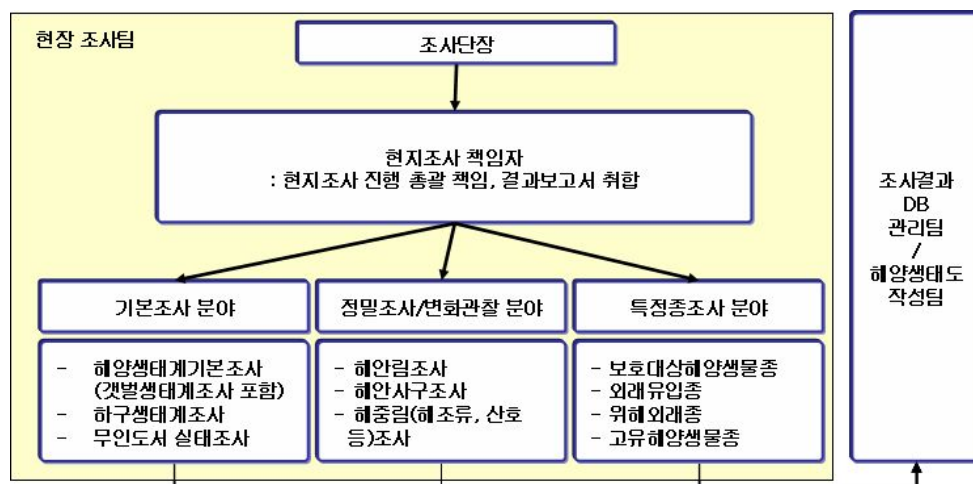 현장 조사팀
조사단장
현지조사 책임자
: 현지조사 진행 총괄 책임, 결과보고서 취합
기본조사 분야
- 해양생태계기본조사
(갯벌생태계조사 포함)
- 하구생태계조사
- 무인도서 실태조사
정밀조사/변화관찰 분야
- 해안림조사
- 해안사구조사
- 해중림(해조류, 산호
등)조사
특정종조사 분야
- 보호대상해양생물종
- 외래유입종
- 위해외래종
- 고유해양생물종
조사결과
DB
관리팀
/
해양생태도
작성팀